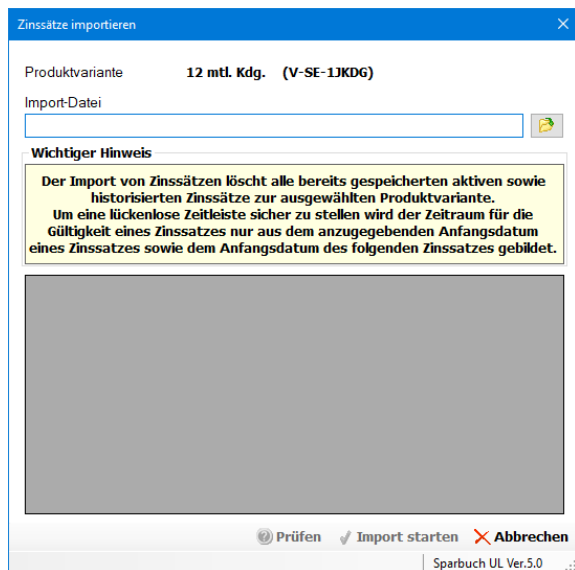 Zinssätze importieren
Produktvariante 12 mtl. Kdg. (V-SE-1JKDG)
Import-Datei
Wichtiger Hinweis
Der Import von Zinssätzen löscht alle bereits gespeicherten aktiven sowie
historisierten Zinssätze zur ausgewählten Produktvariante.
Um eine lückenlose Zeitleiste sicher zu stellen wird der Zeitraum für die
Gültigkeit eines Zinssatzes nur aus dem anzugegebenden Anfangsdatum
eines Zinssatzes sowie dem Anfangsdatum des folgenden Zinssatzes gebildet.
Prüfen Import starten Abbrechen
Sparbuch UL Ver.5.0